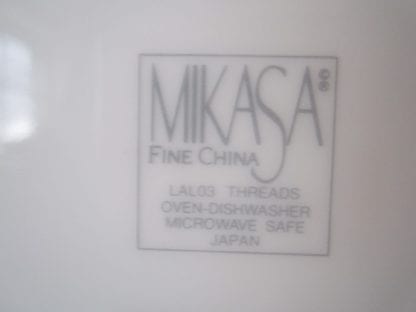 MIKASA ©®
FINE CHINA
LAL03 THREADS
OVEN-DISHWASHER
MICROWAVE SAFE
JAPAN